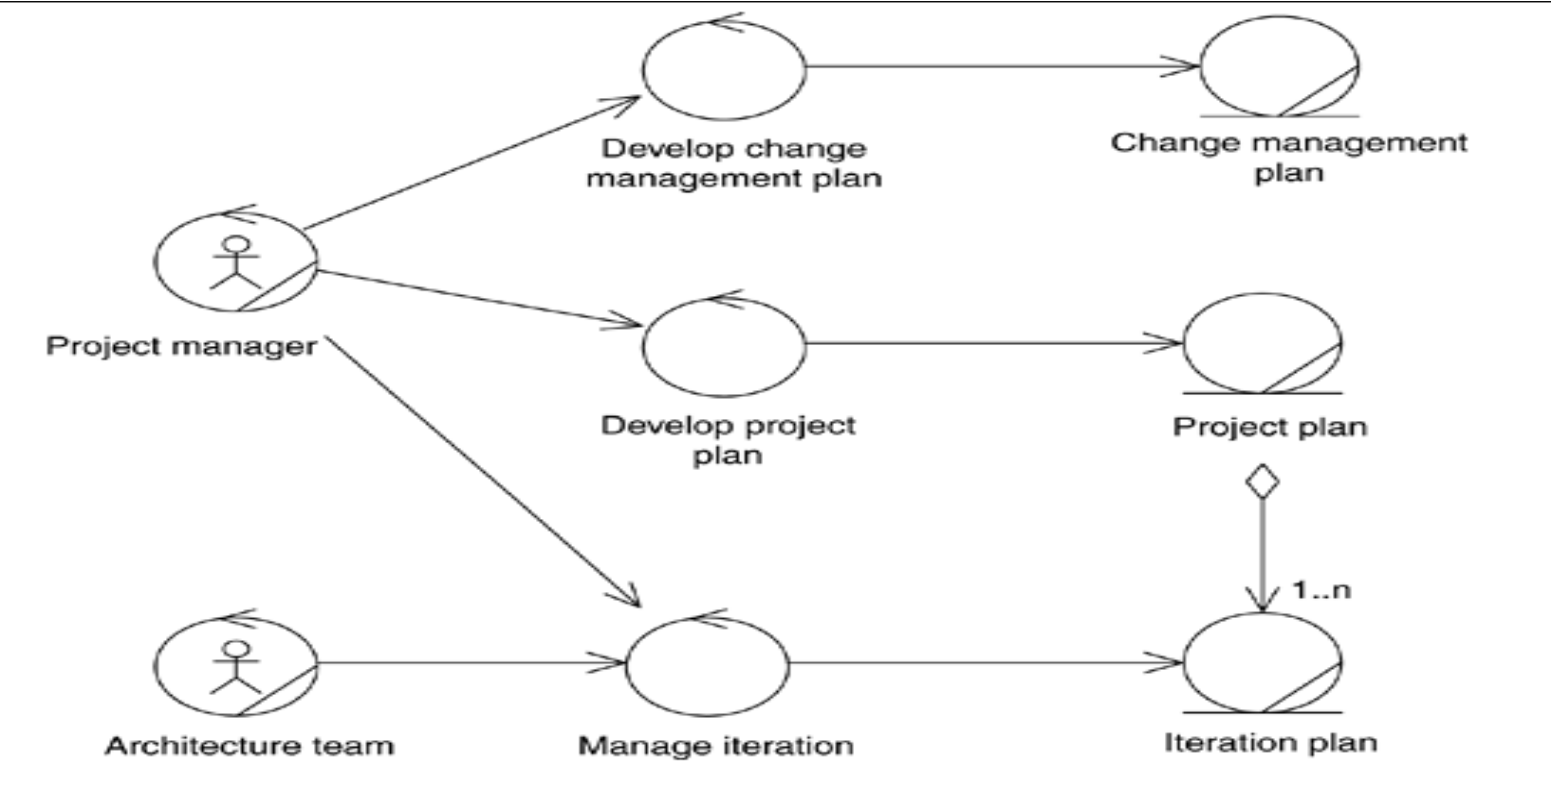 Develop change
management plan
Change management
plan
Project manager
Develop project
plan
Project plan
1..n
Architecture team
Manage iteration
Iteration plan